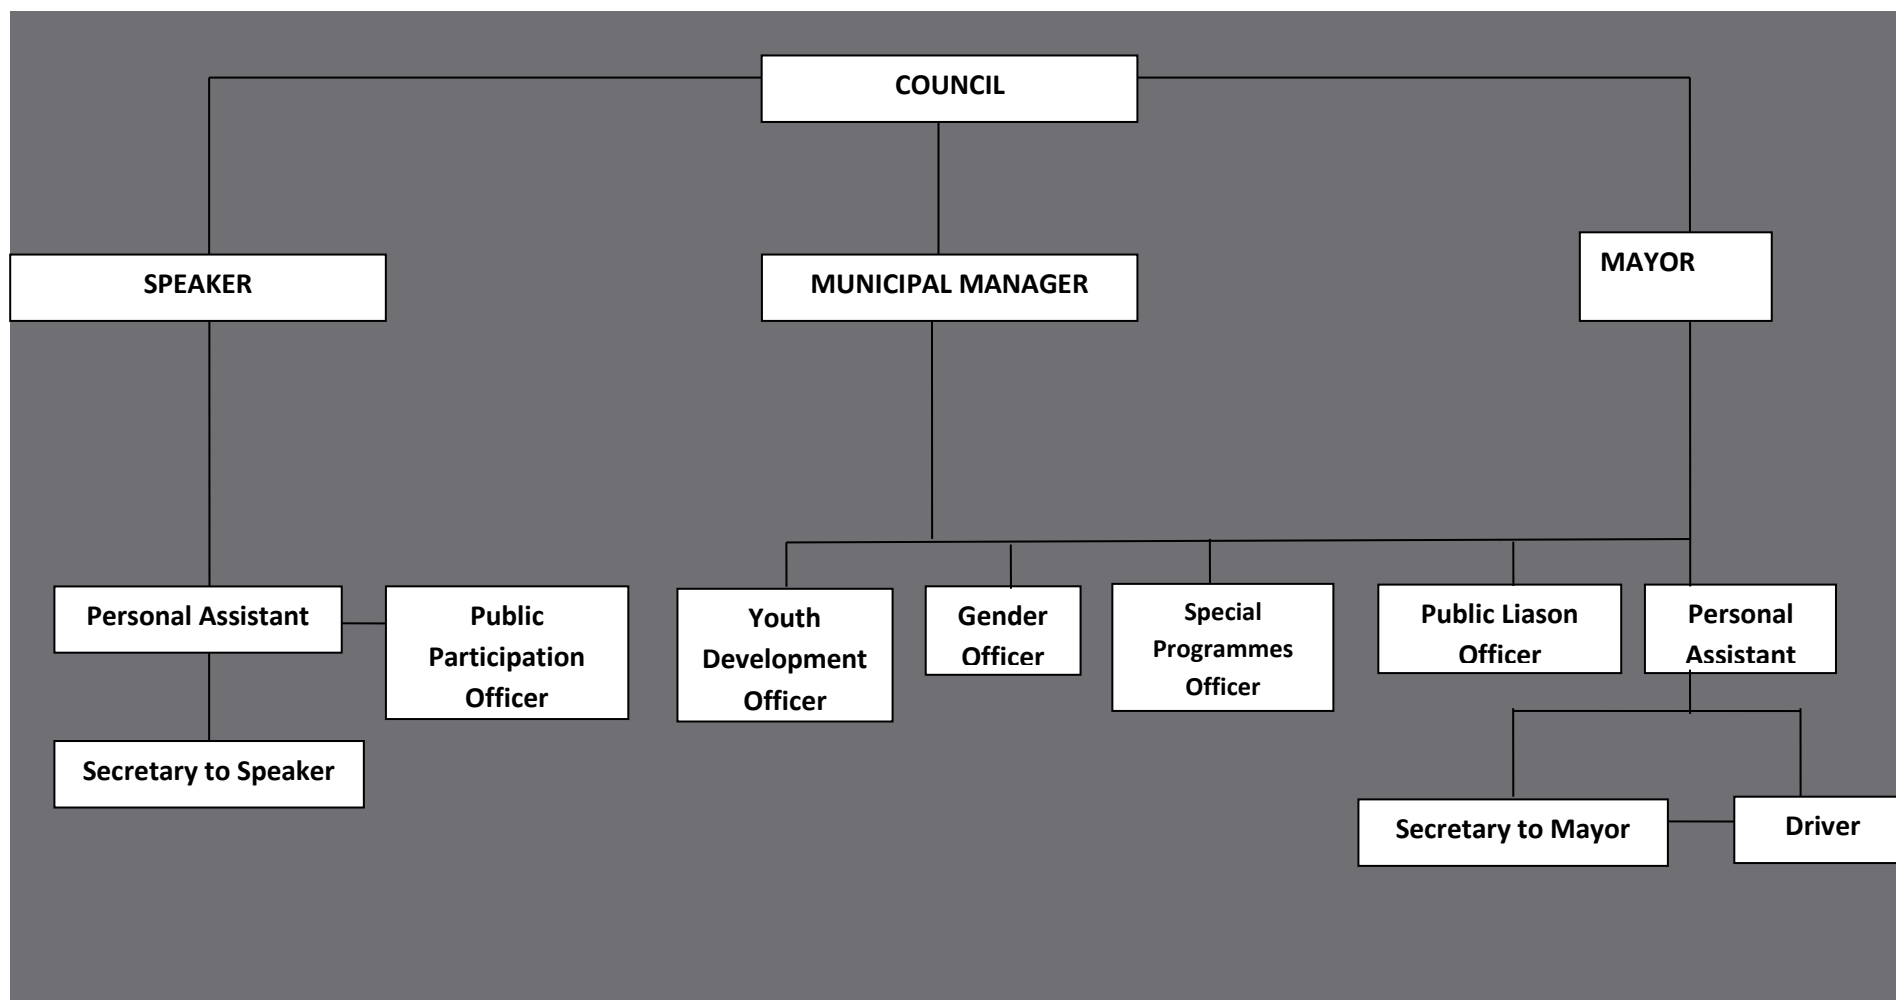 COUNCIL
SPEAKER
MUNICIPAL MANAGER
MAYOR
Personal Assistant
Public
Participation
Officer
Youth
Development
Officer
Gender
Officer
Special
Programmes
Officer
Public Liason
Officer
Personal
Assistant
Secretary to Speaker
Secretary to Mayor
Driver